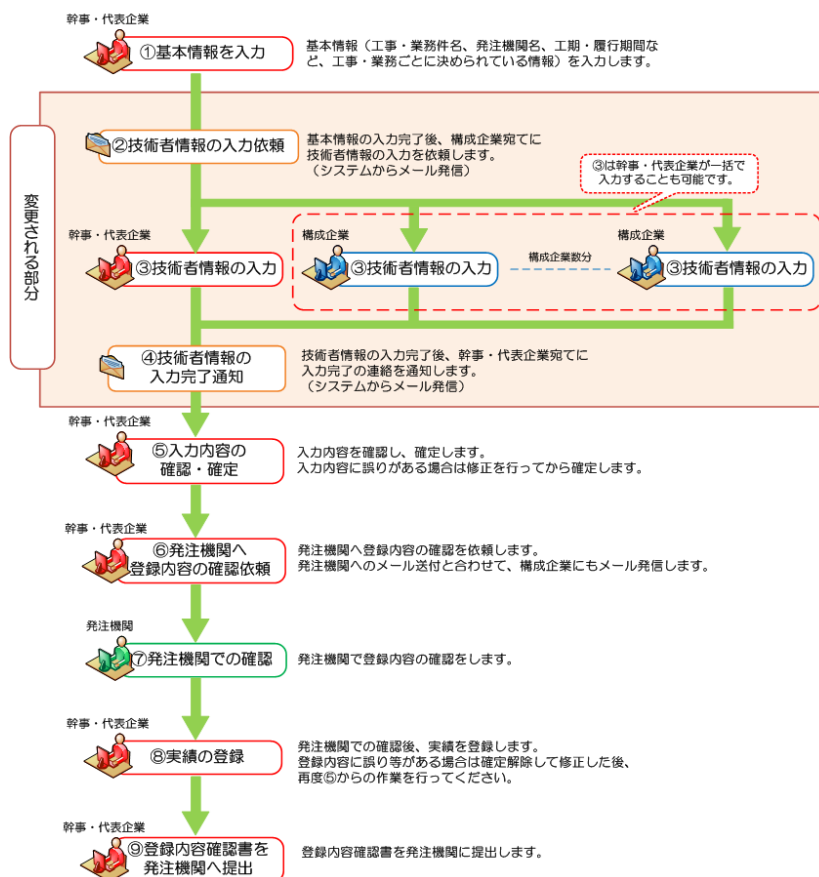 幹事・代表企業
①基本情報を入力
基本情報（工事・業務件名、発注機関名、工期・履行期間な
ど、工事・業務ごとに決められている情報）を入力します。
変更される部分
②技術者情報の入力依頼
基本情報の入力完了後、構成企業宛てに
技術者情報の入力を依頼します。
（システムからメール発信）
③は幹事・代表企業が一括で
入力することも可能です。
幹事・代表企業
③技術者情報の入力
構成企業
③技術者情報の入力
構成企業数分
構成企業
③技術者情報の入力
④技術者情報の
入力完了通知
技術者情報の入力完了後、幹事・代表企業宛てに
入力完了の連絡を通知します。
（システムからメール発信）
幹事・代表企業
⑤入力内容の
確認・確定
入力内容を確認し、確定します。
入力内容に誤りがある場合は修正を行ってから確定します。
幹事・代表企業
⑥発注機関へ
登録内容の確認依頼
発注機関へ登録内容の確認を依頼します。
発注機関へのメール送付と合わせて、構成企業にもメール発信します。
発注機関
⑦発注機関での確認
発注機関で登録内容の確認をします。
幹事・代表企業
⑧実績の登録
発注機関での確認後、実績を登録します。
登録内容に誤り等がある場合は確定解除して修正した後、
再度⑤からの作業を行ってください。
幹事・代表企業
⑨登録内容確認書を
発注機関へ提出
登録内容確認書を発注機関に提出します。